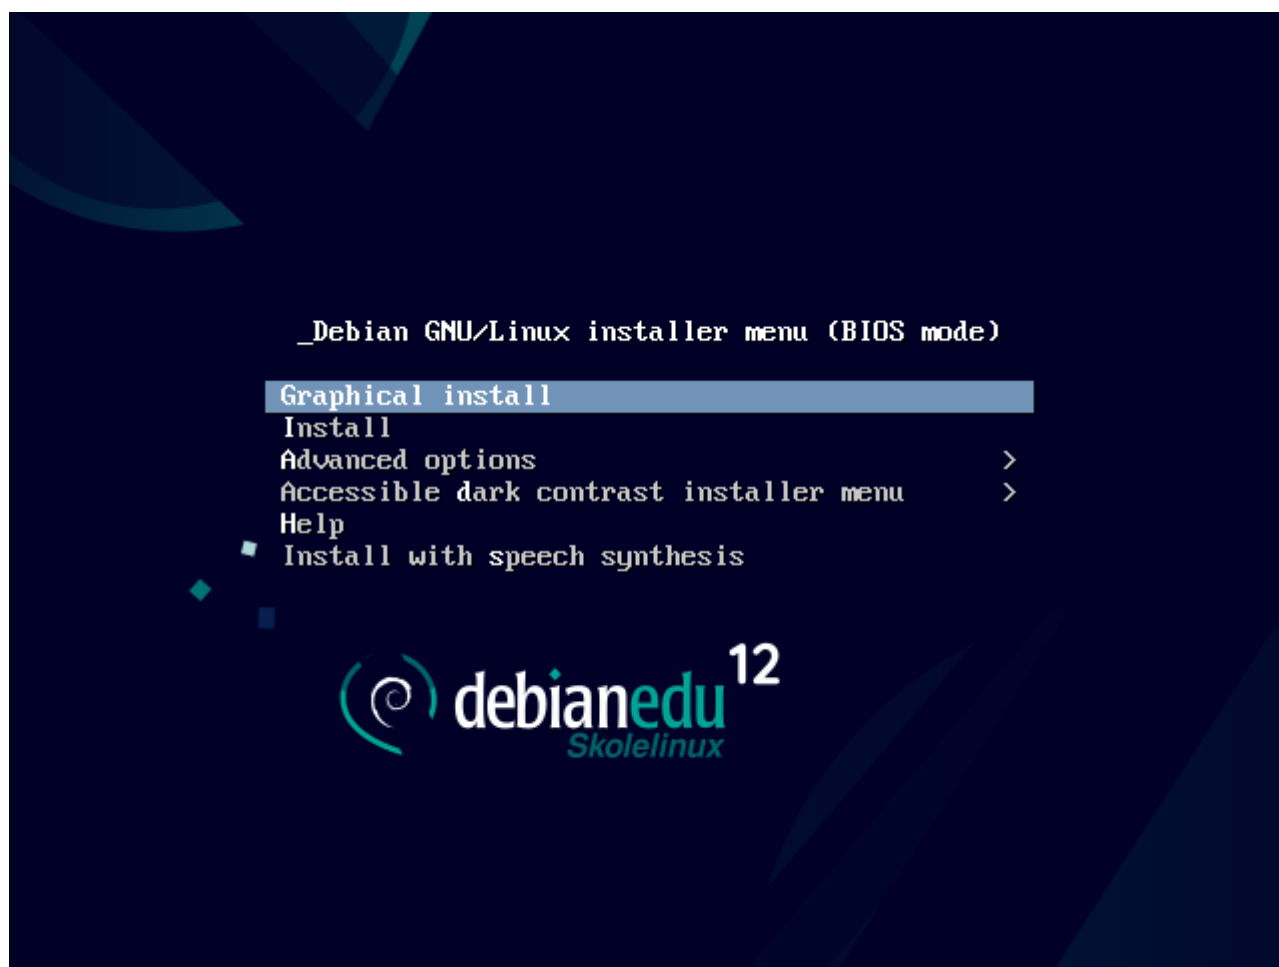 _Debian GNU/Linux installer menu (BIOS mode)
Graphical install
Install
Advanced options >
Accessible dark contrast installer menu >
Help
Install with speech synthesis
debianedu 12
Skolelinux